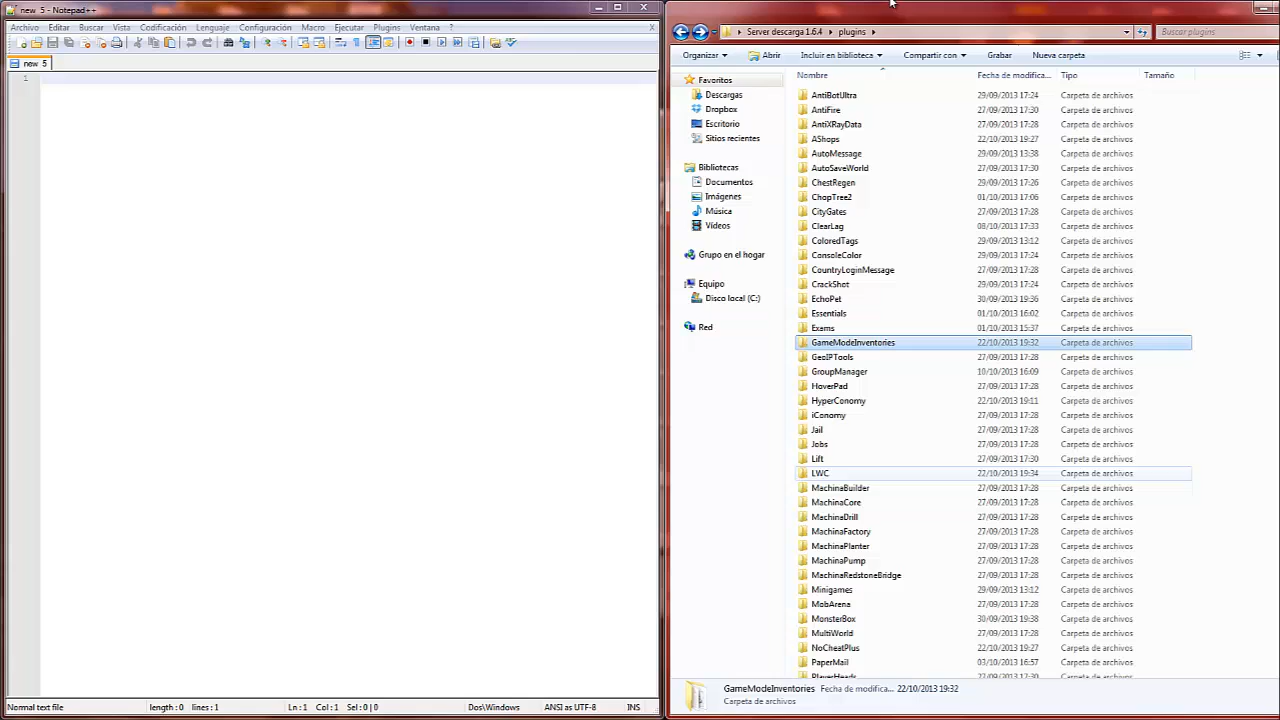 new  5 - Notepad++
Archivo Editar Buscar Vista Codificación Lenguaje Configuración Macro Ejecutar Plugins Ventana ? X
new  5
1
Normal text file length : 0 lines : 1 Ln : 1 Col : 1 Sel : 0 | 0 Dos\Windows ANSI as UTF-8 INS
Server descarga 1.6.4 plugins Buscar plugins
Organizar Abrir Incluir en biblioteca Compartir con Grabar Nueva carpeta
Nombre Fecha de modifica... Tipo Tamaño
Favoritos
Descargas
Dropbox
Escritorio
Sitios recientes
Bibliotecas
Documentos
Imágenes
Música
Vídeos
Grupo en el hogar
Equipo
Disco local (C:)
Red
AntiBotUltra 29/09/2013 17:24 Carpeta de archivos
AntiFire 27/09/2013 17:30 Carpeta de archivos
AntiXRayData 27/09/2013 17:28 Carpeta de archivos
AShops 22/10/2013 19:27 Carpeta de archivos
AutoMessage 29/09/2013 13:38 Carpeta de archivos
AutoSaveWorld 27/09/2013 17:30 Carpeta de archivos
ChestRegen 29/09/2013 17:26 Carpeta de archivos
ChopTree2 01/10/2013 17:06 Carpeta de archivos
CityGates 27/09/2013 17:28 Carpeta de archivos
ClearLag 08/10/2013 17:33 Carpeta de archivos
ColoredTags 29/09/2013 13:12 Carpeta de archivos
ConsoleColor 29/09/2013 17:24 Carpeta de archivos
CountryLoginMessage 27/09/2013 17:28 Carpeta de archivos
CrackShot 29/09/2013 17:24 Carpeta de archivos
EchoPet 30/09/2013 19:36 Carpeta de archivos
Essentials 01/10/2013 16:02 Carpeta de archivos
Exams 01/10/2013 15:37 Carpeta de archivos
GameModeInventories 22/10/2013 19:32 Carpeta de archivos
GeoIPTools 27/09/2013 17:28 Carpeta de archivos
GroupManager 10/10/2013 16:09 Carpeta de archivos
HoverPad 27/09/2013 17:28 Carpeta de archivos
HyperConomy 22/10/2013 19:11 Carpeta de archivos
iConomy 27/09/2013 17:28 Carpeta de archivos
Jail 27/09/2013 17:28 Carpeta de archivos
Jobs 27/09/2013 17:28 Carpeta de archivos
Lift 27/09/2013 17:30 Carpeta de archivos
LWC 22/10/2013 19:34 Carpeta de archivos
MachinaBuilder 27/09/2013 17:28 Carpeta de archivos
MachinaCore 27/09/2013 17:28 Carpeta de archivos
MachinaDrill 27/09/2013 17:28 Carpeta de archivos
MachinaFactory 27/09/2013 17:28 Carpeta de archivos
MachinaPlanter 27/09/2013 17:28 Carpeta de archivos
MachinaPump 27/09/2013 17:28 Carpeta de archivos
MachinaRedstoneBridge 27/09/2013 17:28 Carpeta de archivos
Minigames 29/09/2013 13:12 Carpeta de archivos
MobArena 27/09/2013 17:28 Carpeta de archivos
MonsterBox 30/09/2013 19:38 Carpeta de archivos
MultiWorld 27/09/2013 17:28 Carpeta de archivos
NoCheatPlus 22/10/2013 19:27 Carpeta de archivos
PaperMail 03/10/2013 16:57 Carpeta de archivos
PlayerHeads 27/09/2013 17:30 Carpeta de archivos
GameModeInventories Fecha de modifica... 22/10/2013 19:32
Carpeta de archivos